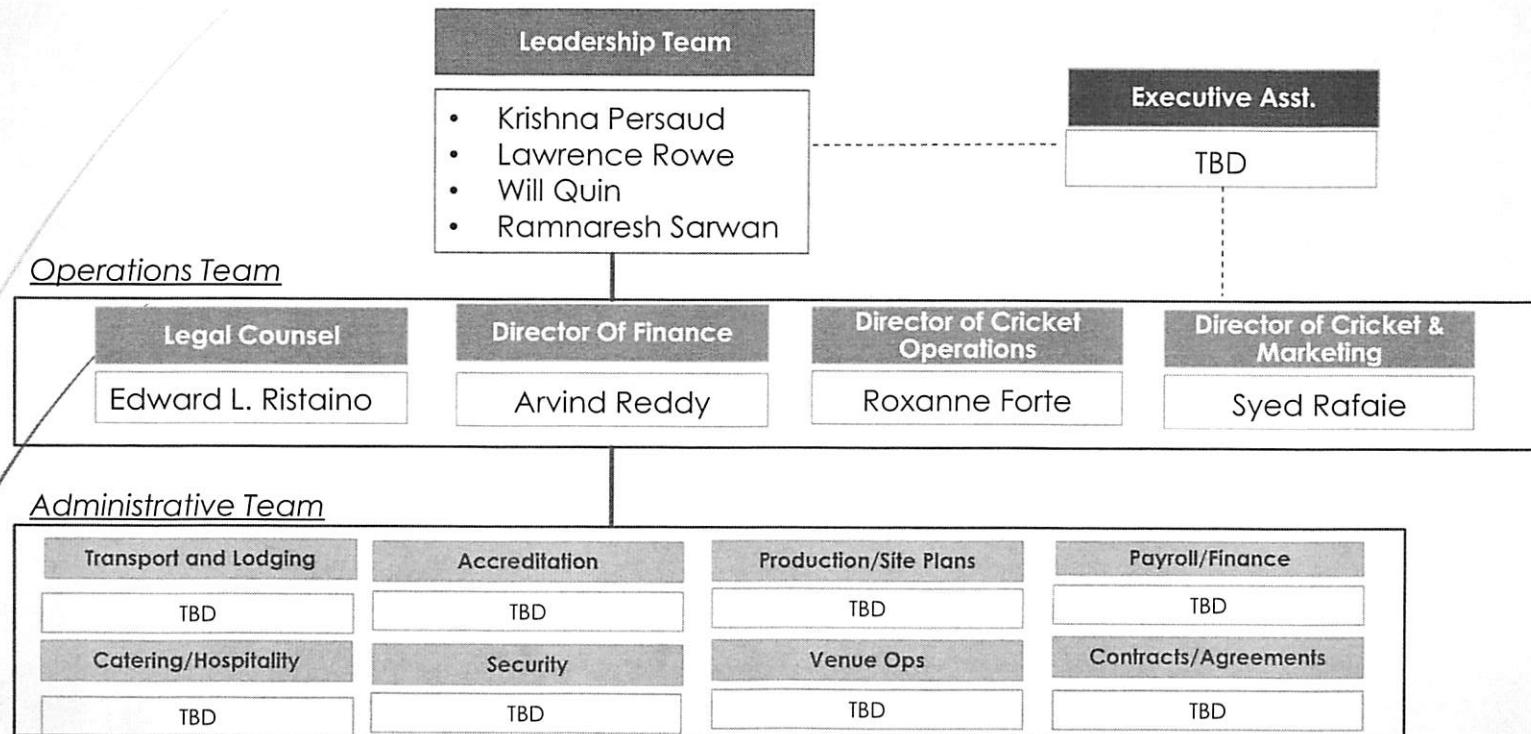 Leadership Team
• Krishna Persaud
• Lawrence Rowe
• Will Quin
• Ramnaresh Sarwan
Executive Asst.
TBD
Operations Team
Legal Counsel
Edward L. Ristaino
Director Of Finance
Arvind Reddy
Director of Cricket
Operations
Roxanne Forte
Director of Cricket &
Marketing
Syed Rafaie
Administrative Team
Transport and Lodging
TBD
Accreditation
TBD
Production/Site Plans
TBD
Payroll/Finance
TBD
Catering/Hospitality
TBD
Security
TBD
Venue Ops
TBD
Contracts/Agreements
TBD